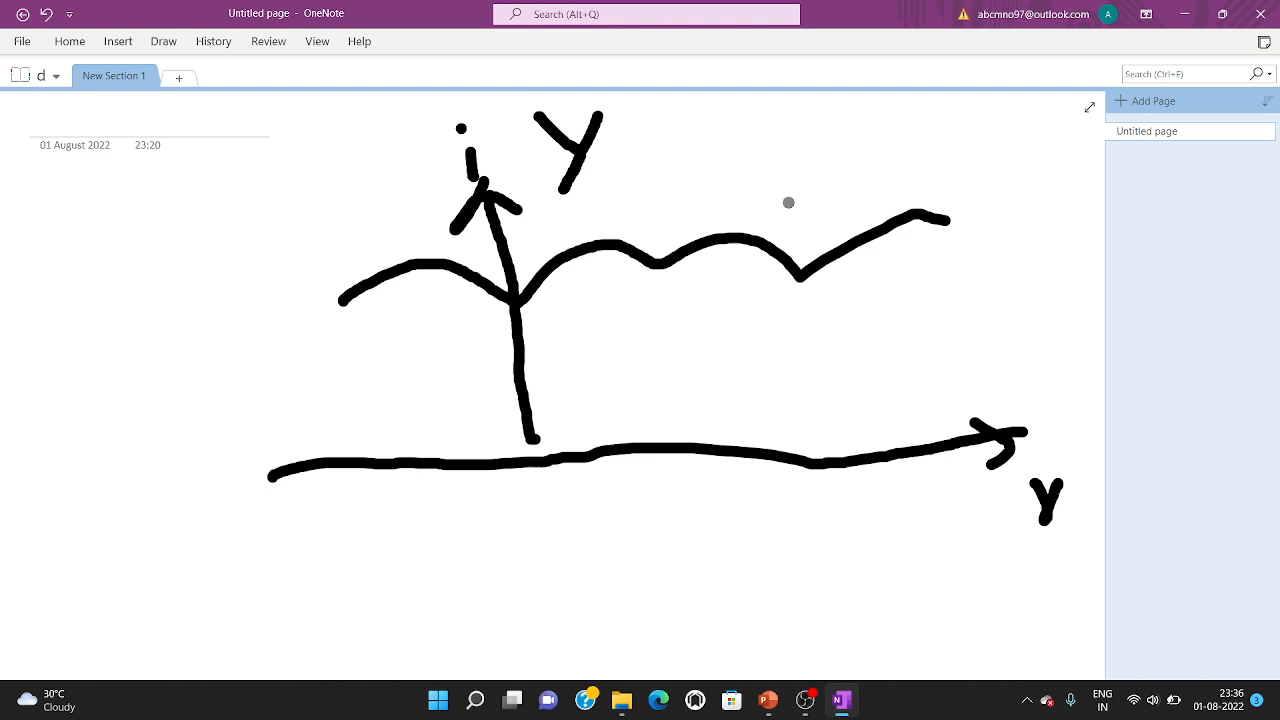 Untitled page - OneNote
Search (Alt+Q)
abcmno97@outlook.com
A
File Home Insert Draw History Review View Help
d New Section 1 +
Search (Ctrl+E)
+ Add Page
Untitled page
01 August 2022 23:20
i y
Y
30°C
Cloudy
ENG
IN
23:36
01-08-2022
3